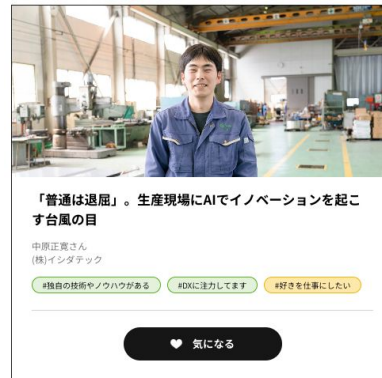 「普通は退屈」。生産現場にAIでイノベーションを起こ
す台風の目
中原正寛さん
(株)イシダテック
#独自の技術やノウハウがある #DXに注力してます #好きを仕事にしたい
気になる